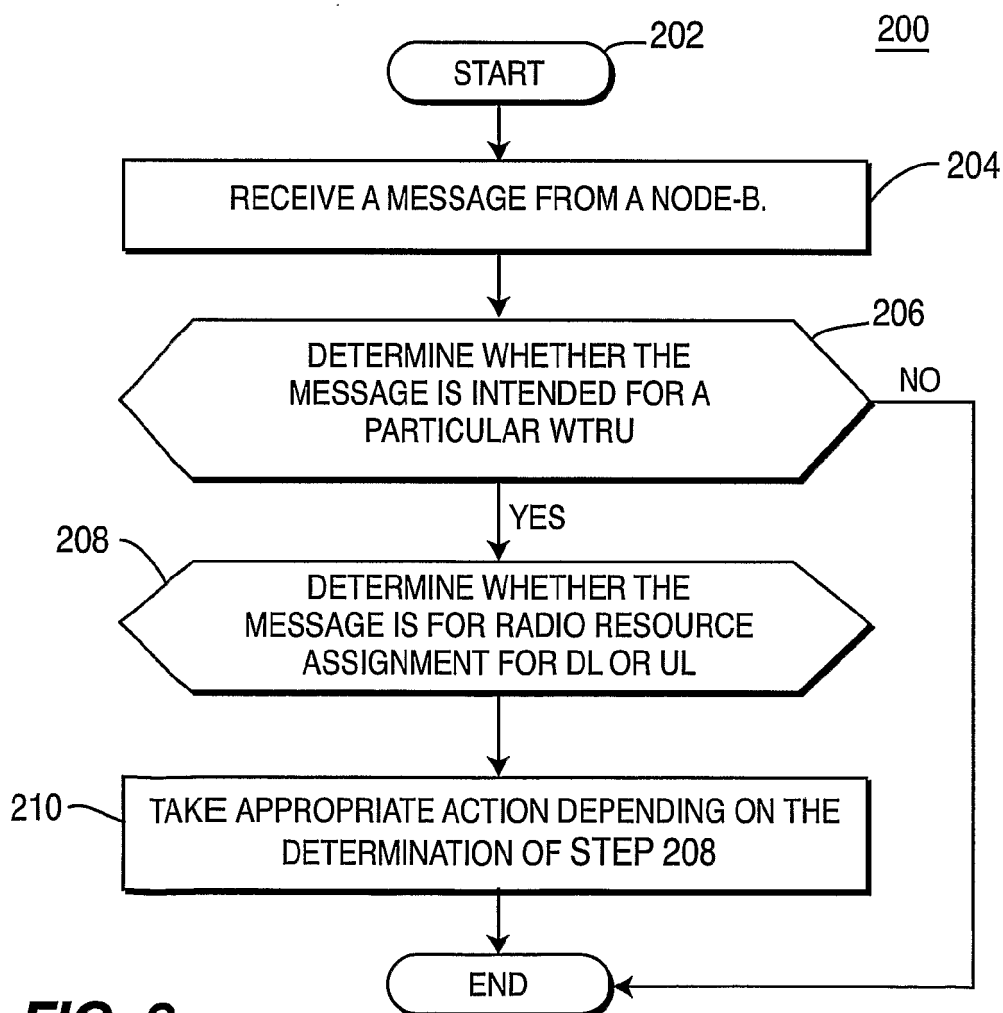 200
202
START
204
RECEIVE A MESSAGE FROM A NODE-B.
206
DETERMINE WHETHER THE
MESSAGE IS INTENDED FOR A
PARTICULAR WTRU
NO
YES
208
DETERMINE WHETHER THE
MESSAGE IS FOR RADIO RESOURCE
ASSIGNMENT FOR DL OR UL
210
TAKE APPROPRIATE ACTION DEPENDING ON THE
DETERMINATION OF STEP 208
END
FIG.